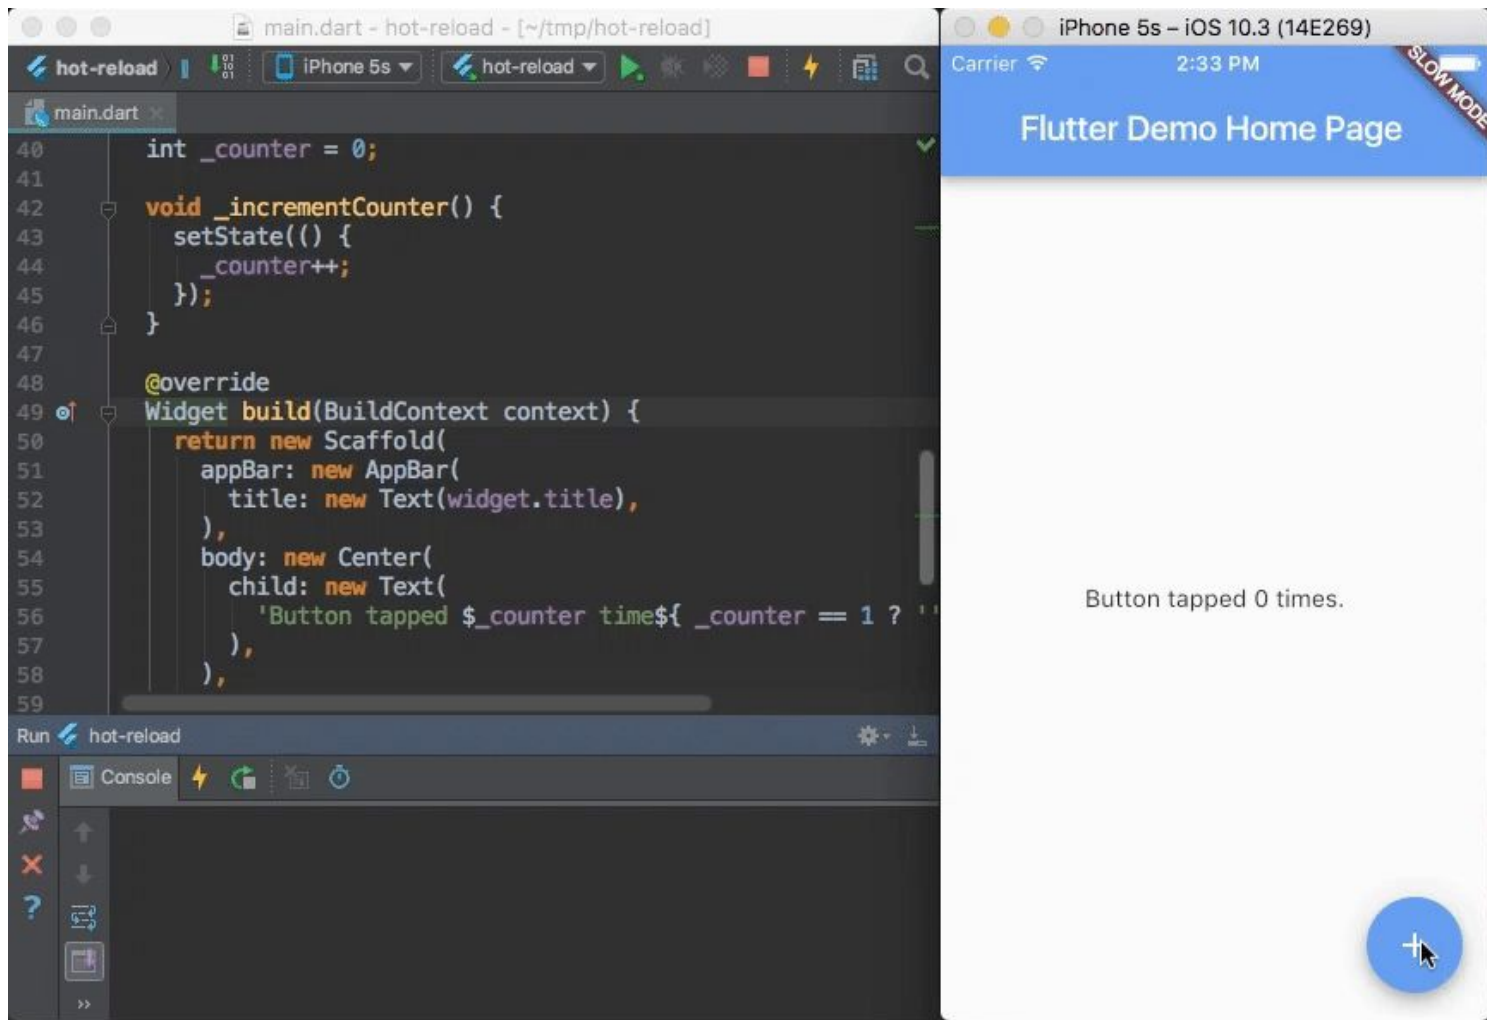 main.dart - hot-reload - [~/tmp/hot-reload]
hot-reload
iPhone 5s
hot-reload
main.dart
40 int _counter = 0;
41
42 void _incrementCounter() {
43 setState(() {
44 _counter++;
45 });
46 }
47
48 @override
49 Widget build(BuildContext context) {
50 return new Scaffold(
51 appBar: new AppBar(
52 title: new Text(widget.title),
53 ),
54 body: new Center(
55 child: new Text(
56 'Button tapped $_counter time${ _counter == 1 ? ''
57 ),
58 ),
59
Run hot-reload
Console
iPhone 5s – iOS 10.3 (14E269)
Carrier 2:33 PM
SLOW MODE
Flutter Demo Home Page
Button tapped 0 times.